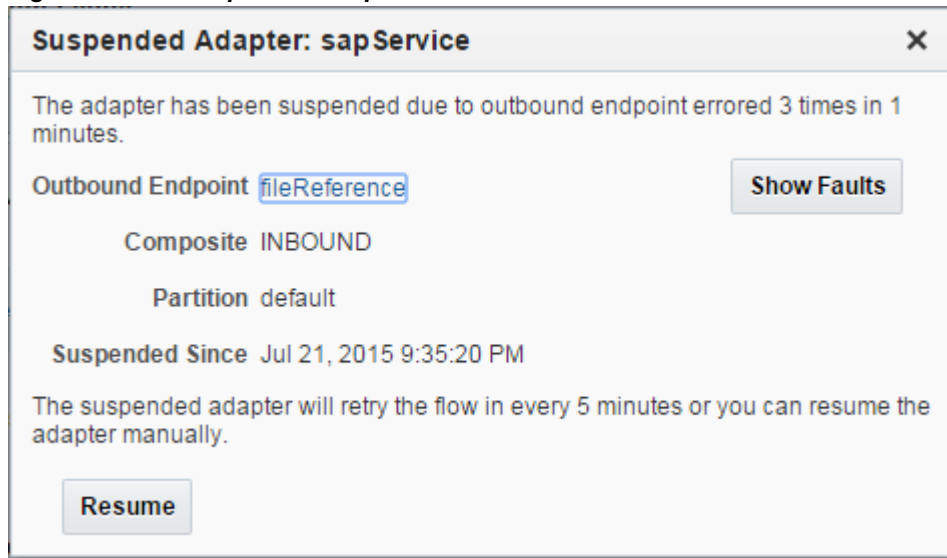 Suspended Adapter: sapService
The adapter has been suspended due to outbound endpoint errored 3 times in 1
minutes.
Outbound Endpoint fileReference Show Faults
Composite INBOUND
Partition default
Suspended Since Jul 21, 2015 9:35:20 PM
The suspended adapter will retry the flow in every 5 minutes or you can resume the
adapter manually.
Resume